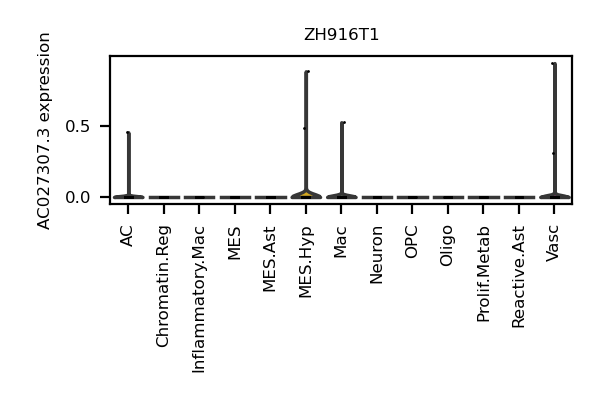 ZH916T1
AC027307.3 expression
0.5
0.0
AC
Chromatin.Reg
Inflammatory.Mac
MES
MES.Ast
MES.Hyp
Mac
Neuron
OPC
Oligo
Prolif.Metab
Reactive.Ast
Vasc